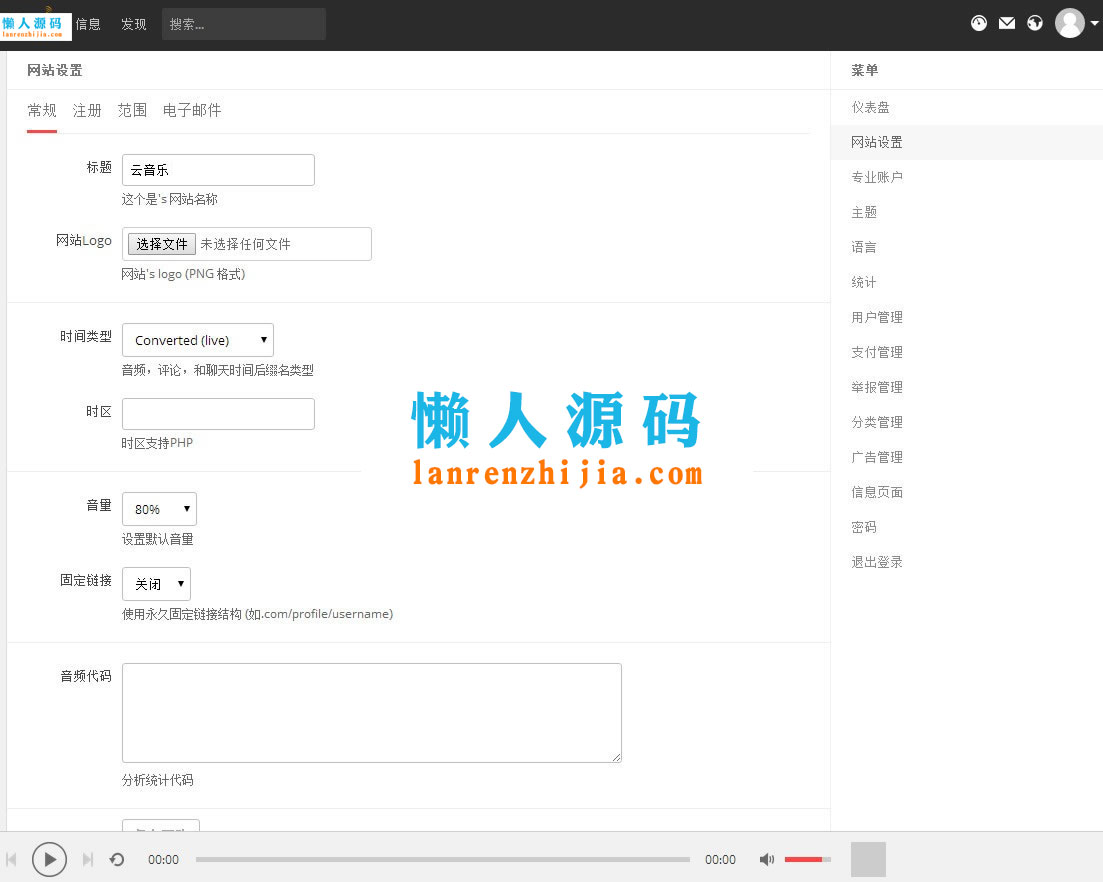 懒人源码
lanrenzhijia.com
信息
发现
搜索...
网站设置
常规 注册 范围 电子邮件
标题
云音乐
这个是's 网站名称
网站Logo
选择文件 未选择任何文件
网站's logo (PNG 格式)
时间类型
Converted (live)
音频，评论，和聊天时间后缀名类型
时区
时区支持PHP
懒人源码
lanrenzhijia.com
音量
80%
设置默认音量
固定链接
关闭
使用永久固定链接结构 (如.com/profile/username)
音频代码
分析统计代码
菜单
仪表盘
网站设置
专业账户
主题
语言
统计
用户管理
支付管理
举报管理
分类管理
广告管理
信息页面
密码
退出登录
00:00
00:00